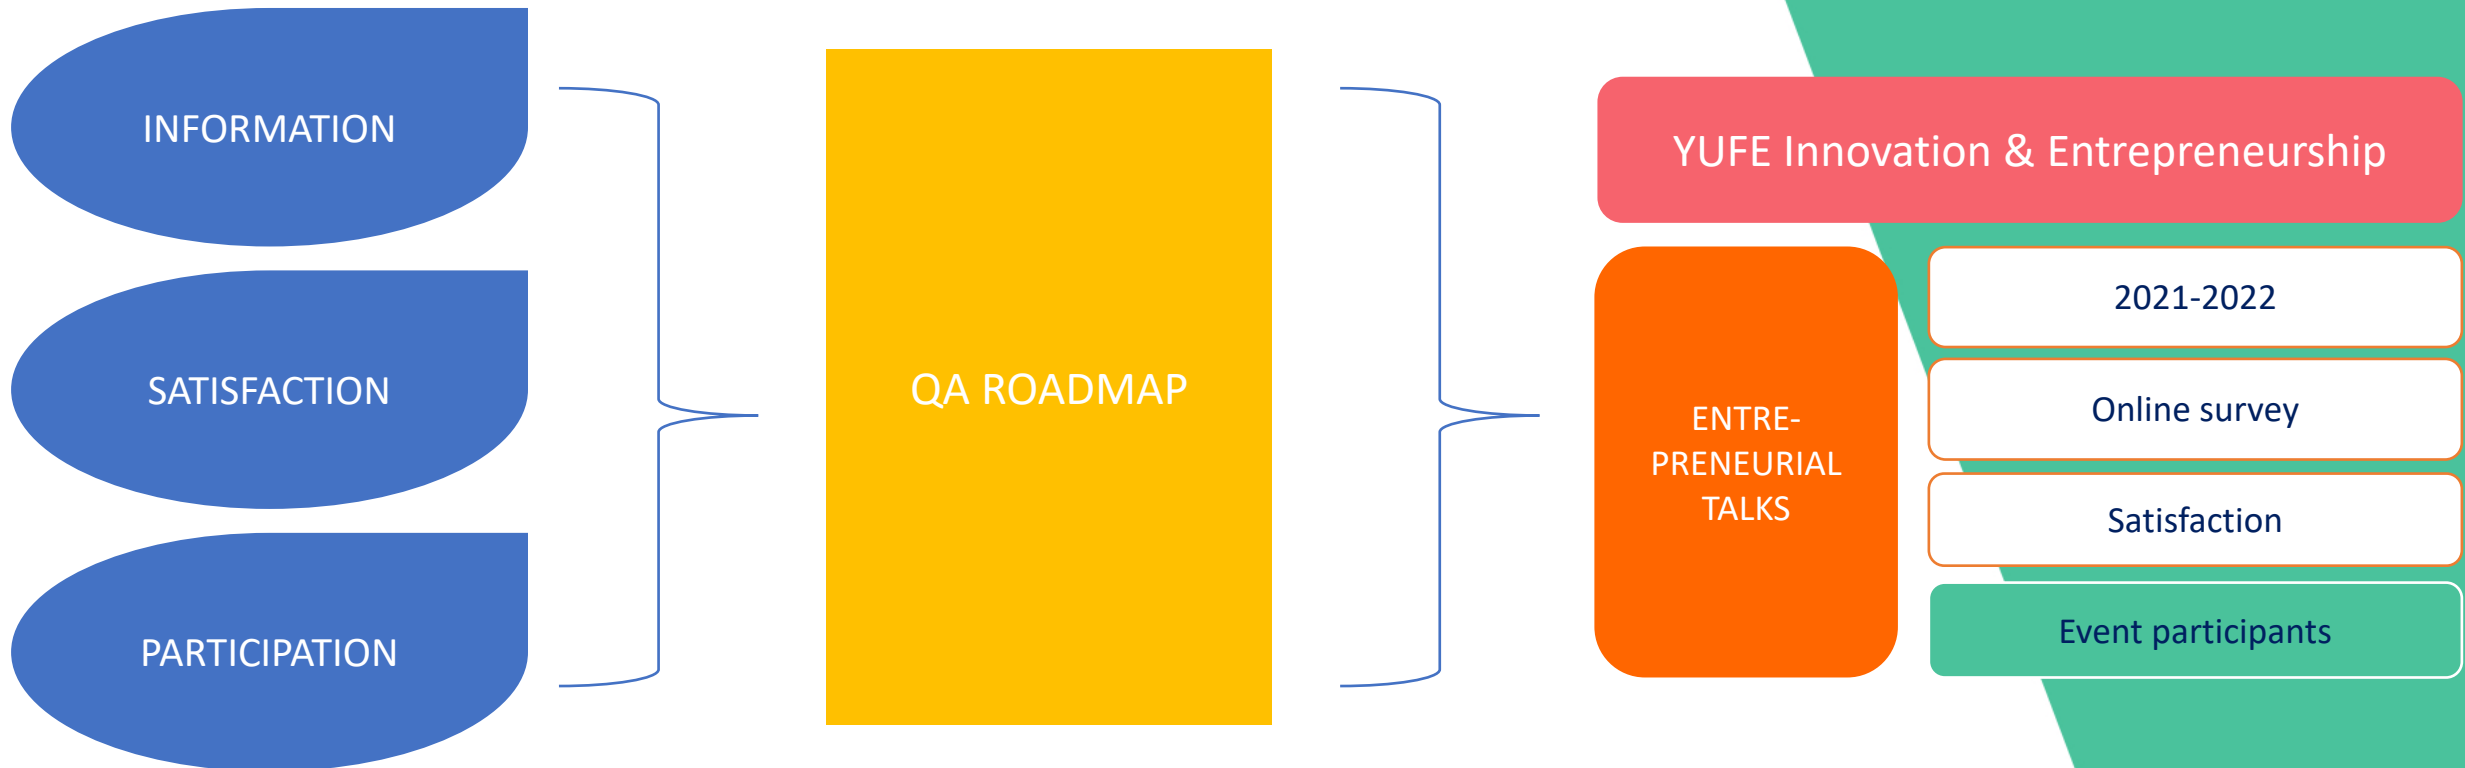 INFORMATION
SATISFACTION
PARTICIPATION
QA ROADMAP
YUFE Innovation & Entrepreneurship
ENTRE-
PRENEURIAL
TALKS
2021-2022
Online survey
Satisfaction
Event participants